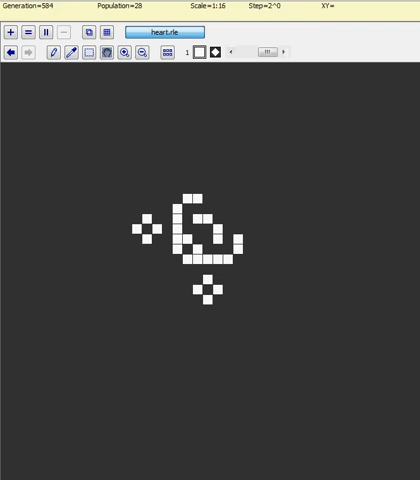 Generation=584 Population=28 Scale=1:16 Step=2^0 XY=
heart.rle
1